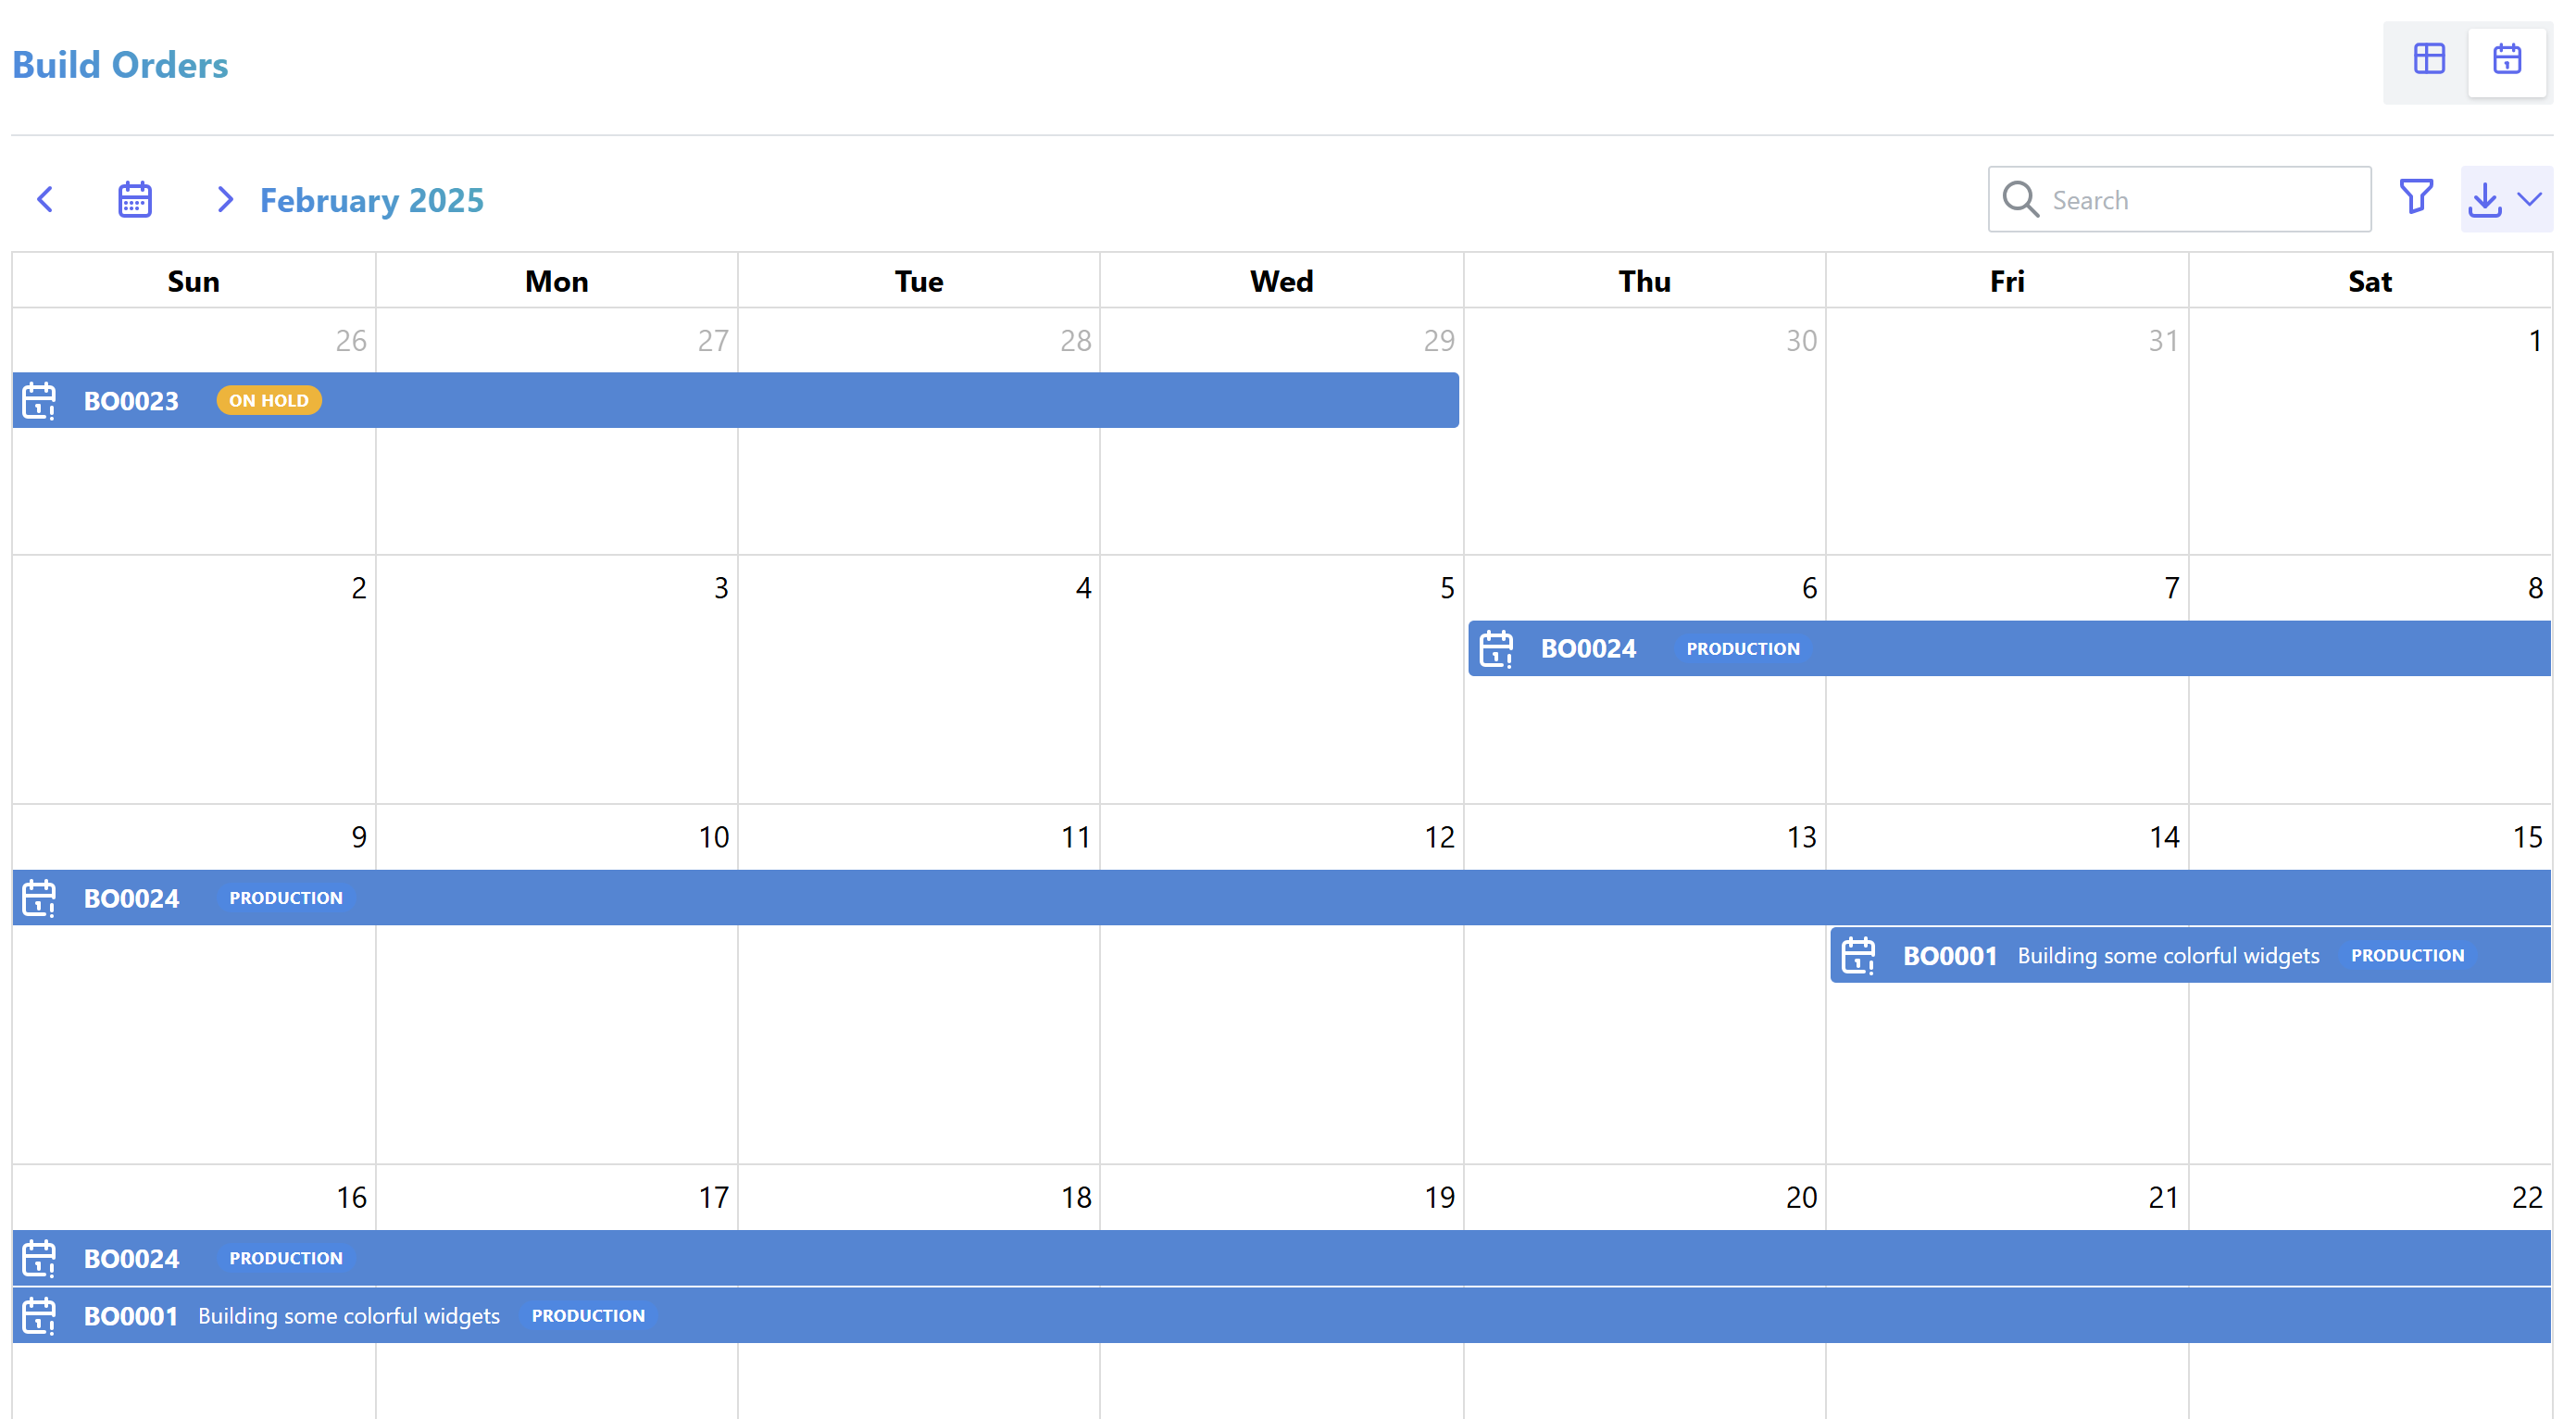 Build Orders
February 2025
Search
Sun Mon Tue Wed Thu Fri Sat
26 27 28 29 30 31 1
BO0023 ON HOLD
2 3 4 5 6 7 8
BO0024 PRODUCTION
9 10 11 12 13 14 15
BO0024 PRODUCTION
BO0001 Building some colorful widgets PRODUCTION
16 17 18 19 20 21 22
BO0024 PRODUCTION
BO0001 Building some colorful widgets PRODUCTION